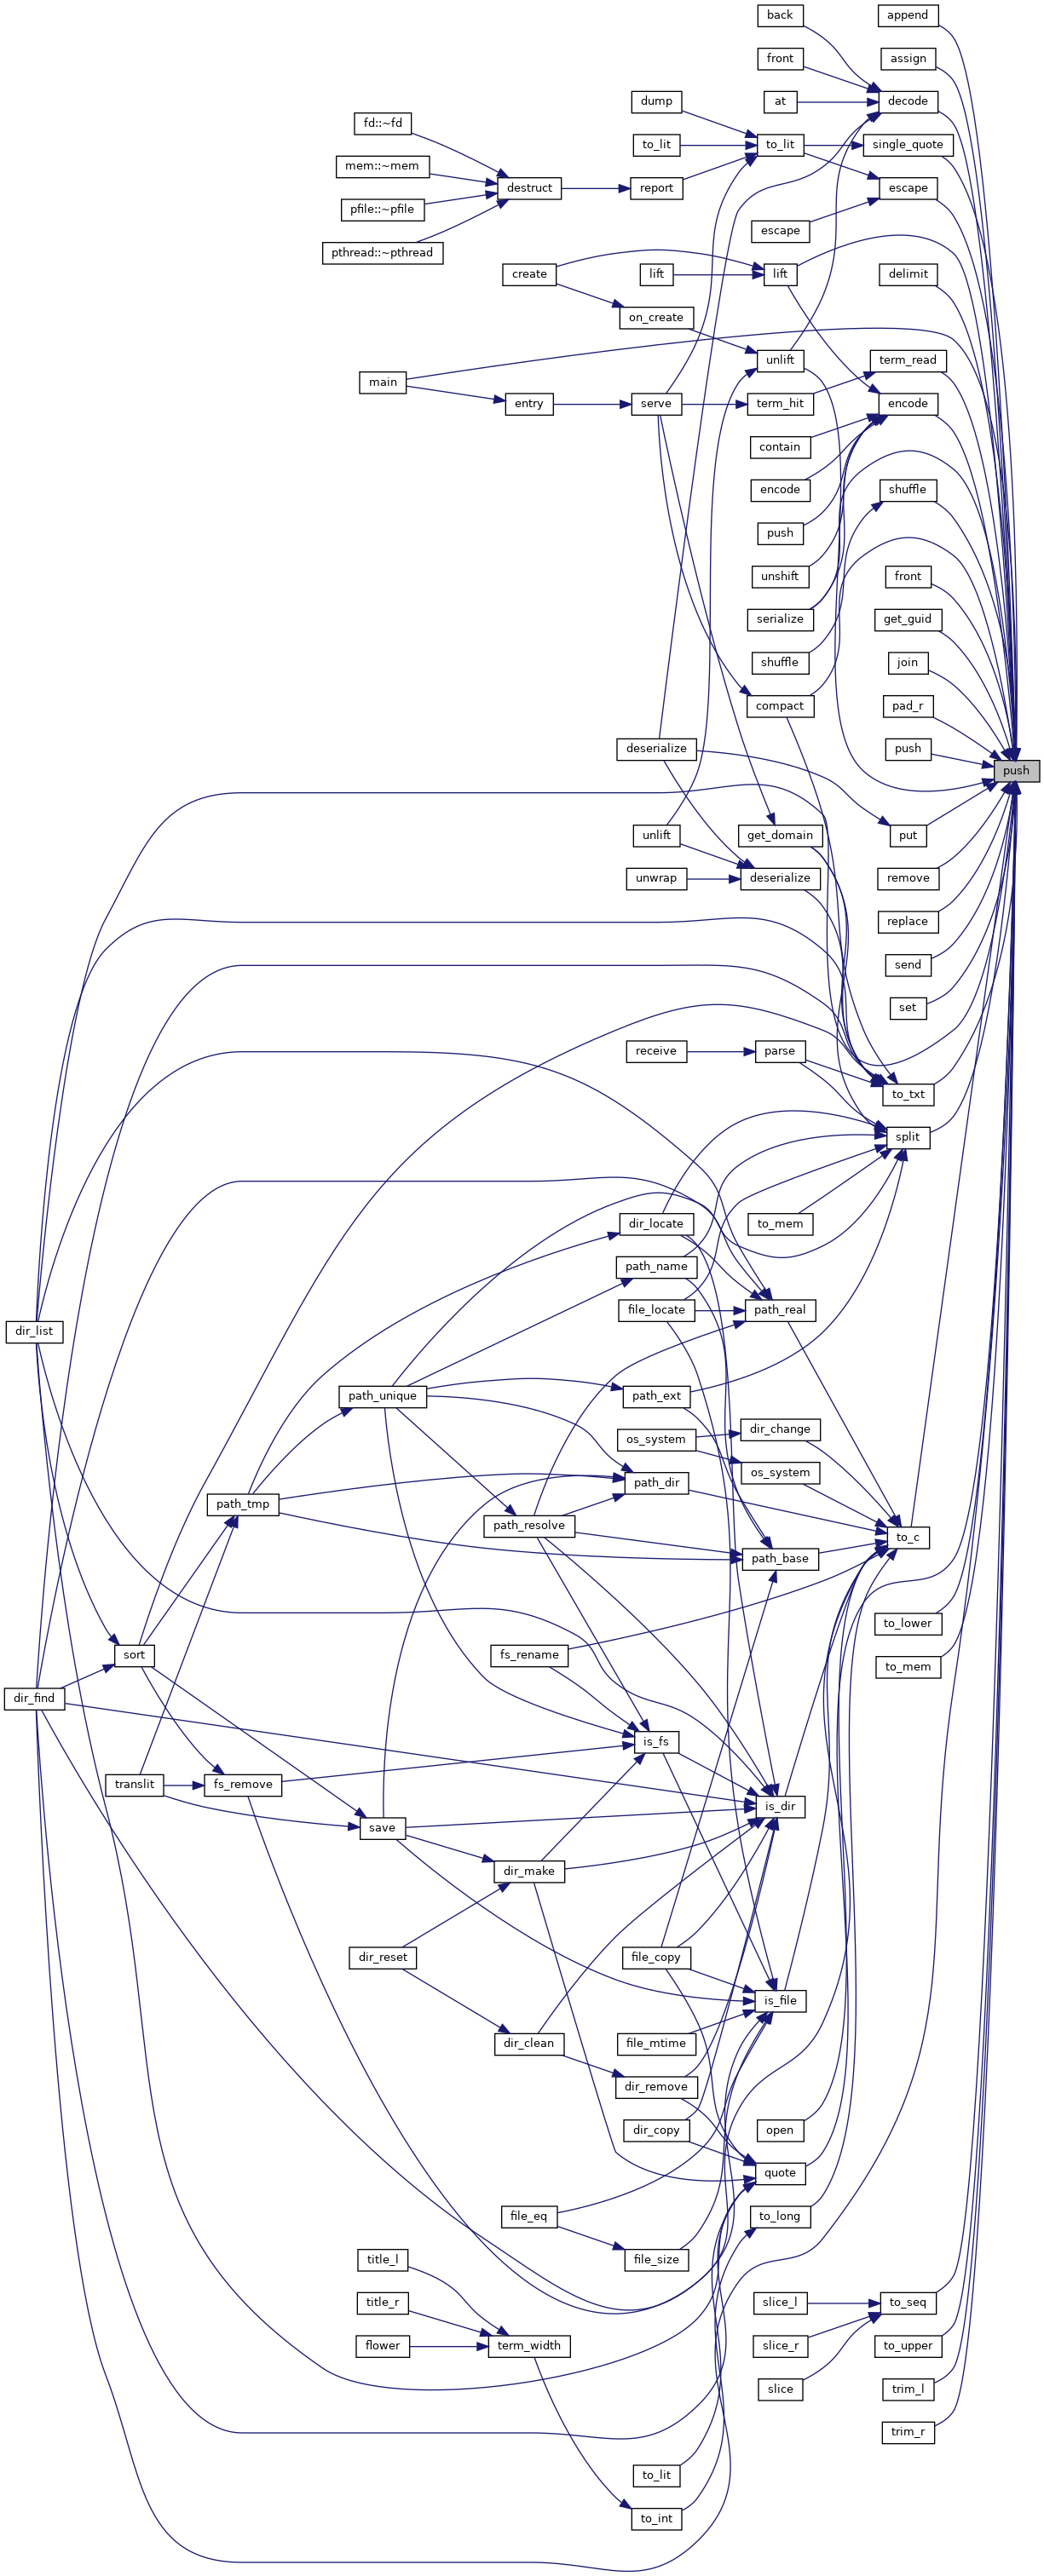 back
append
front
assign
dump
at
decode
fd::~fd
to_lit
to_lit
single_quote
mem::~mem
destruct
report
escape
pfile::~pfile
escape
pthread::~pthread
create
lift
lift
delimit
on_create
main
unlift
term_read
entry
serve
term_hit
encode
contain
encode
shuffle
push
unshift
front
serialize
get_guid
shuffle
join
compact
pad_r
deserialize
push
push
unlift
get_domain
put
unwrap
deserialize
remove
replace
send
set
receive
parse
to_txt
split
dir_locate
to_mem
path_name
file_locate
path_real
dir_list
path_unique
path_ext
dir_change
os_system
os_system
path_dir
path_tmp
path_resolve
to_c
path_base
to_lower
sort
fs_rename
to_mem
dir_find
is_fs
translit
fs_remove
is_dir
save
dir_make
dir_reset
file_copy
is_file
dir_clean
file_mtime
dir_remove
dir_copy
open
quote
file_eq
to_long
title_l
file_size
title_r
slice_l
to_seq
flower
term_width
slice_r
to_upper
slice
trim_l
trim_r
to_lit
to_int